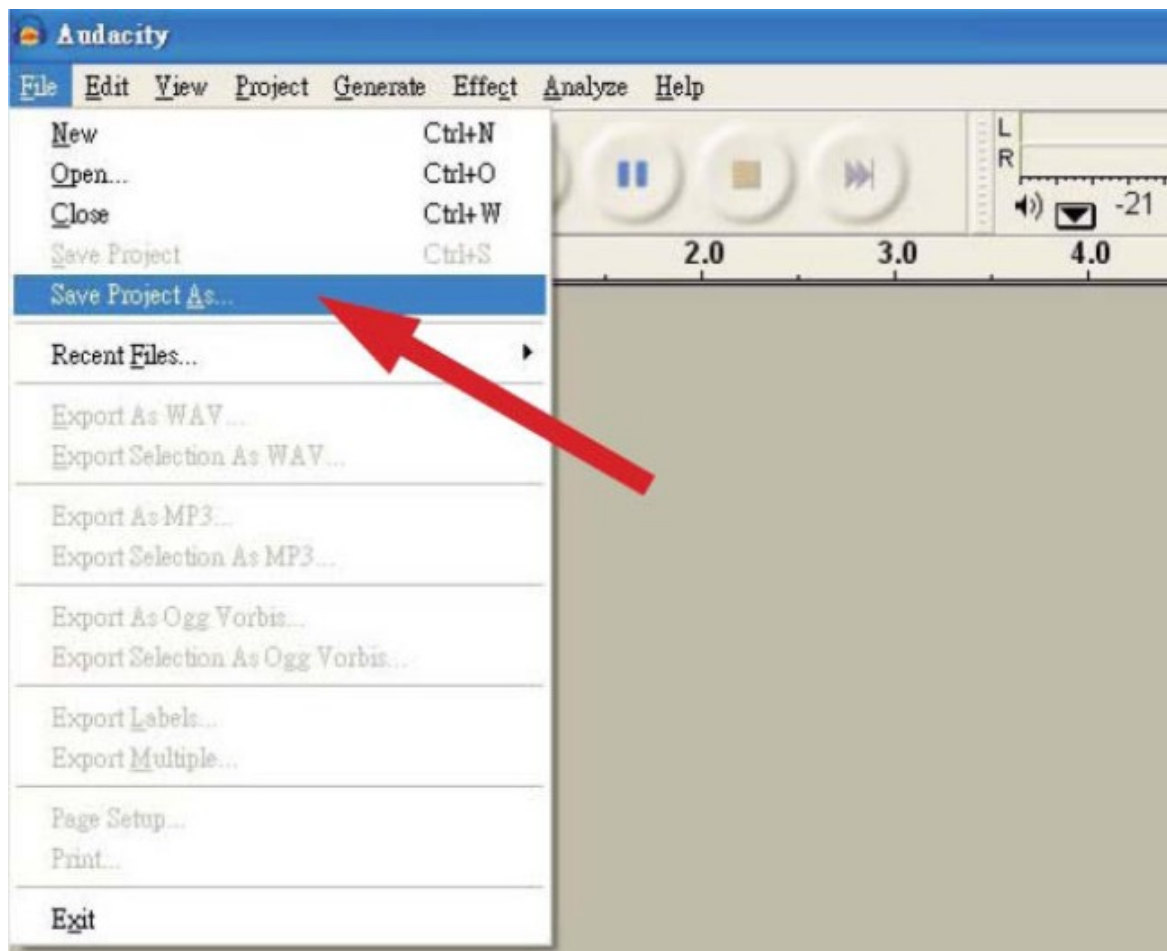 Audacity
File Edit View Project Generate Effect Analyze Help
New Ctrl+N
Open... Ctrl+O
Close Ctrl+W
Save Project Ctrl+S
Save Project As...
Recent Files...
Export As WAV...
Export Selection As WAV...
Export As MP3...
Export Selection As MP3...
Export As Ogg Vorbis...
Export Selection As Ogg Vorbis...
Export Labels...
Export Multiple...
Page Setup...
Print...
Exit
L
R
-21
2.0 3.0 4.0